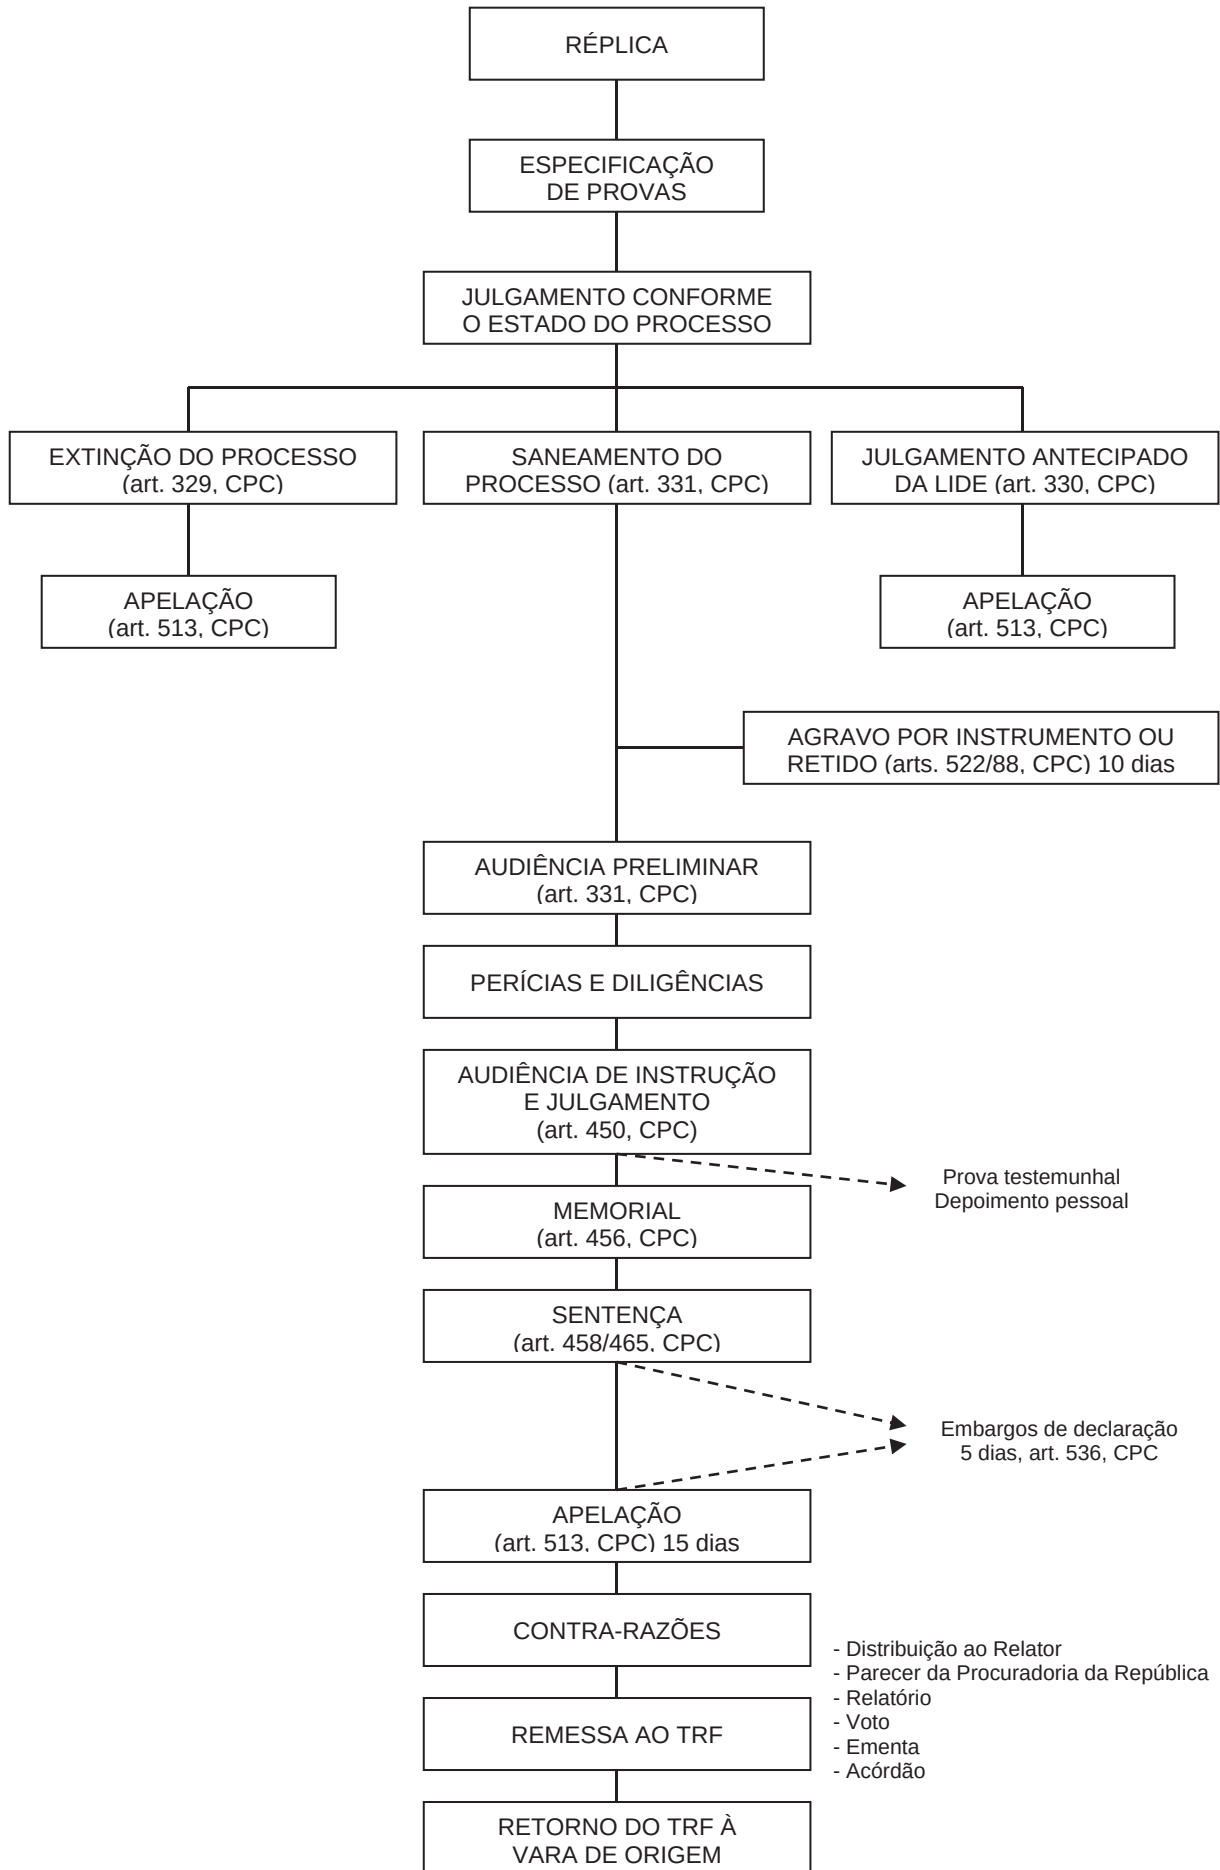 RÉPLICA
ESPECIFICAÇÃO
DE PROVAS
JULGAMENTO CONFORME
O ESTADO DO PROCESSO
EXTINÇÃO DO PROCESSO
(art. 329, CPC)
SANEAMENTO DO
PROCESSO (art. 331, CPC)
JULGAMENTO ANTECIPADO
DA LIDE (art. 330, CPC)
APELAÇÃO
(art. 513, CPC)
APELAÇÃO
(art. 513, CPC)
AGRAVO POR INSTRUMENTO OU
RETIDO (arts. 522/88, CPC) 10 dias
AUDIÊNCIA PRELIMINAR
(art. 331, CPC)
PERÍCIAS E DILIGÊNCIAS
AUDIÊNCIA DE INSTRUÇÃO
E JULGAMENTO
(art. 450, CPC)
Prova testemunhal
Depoimento pessoal
MEMORIAL
(art. 456, CPC)
SENTENÇA
(art. 458/465, CPC)
Embargos de declaração
5 dias, art. 536, CPC
APELAÇÃO
(art. 513, CPC) 15 dias
CONTRA-RAZÕES
- Distribuição ao Relator
- Parecer da Procuradoria da República
- Relatório
- Voto
- Ementa
- Acórdão
REMESSA AO TRF
RETORNO DO TRF À
VARA DE ORIGEM